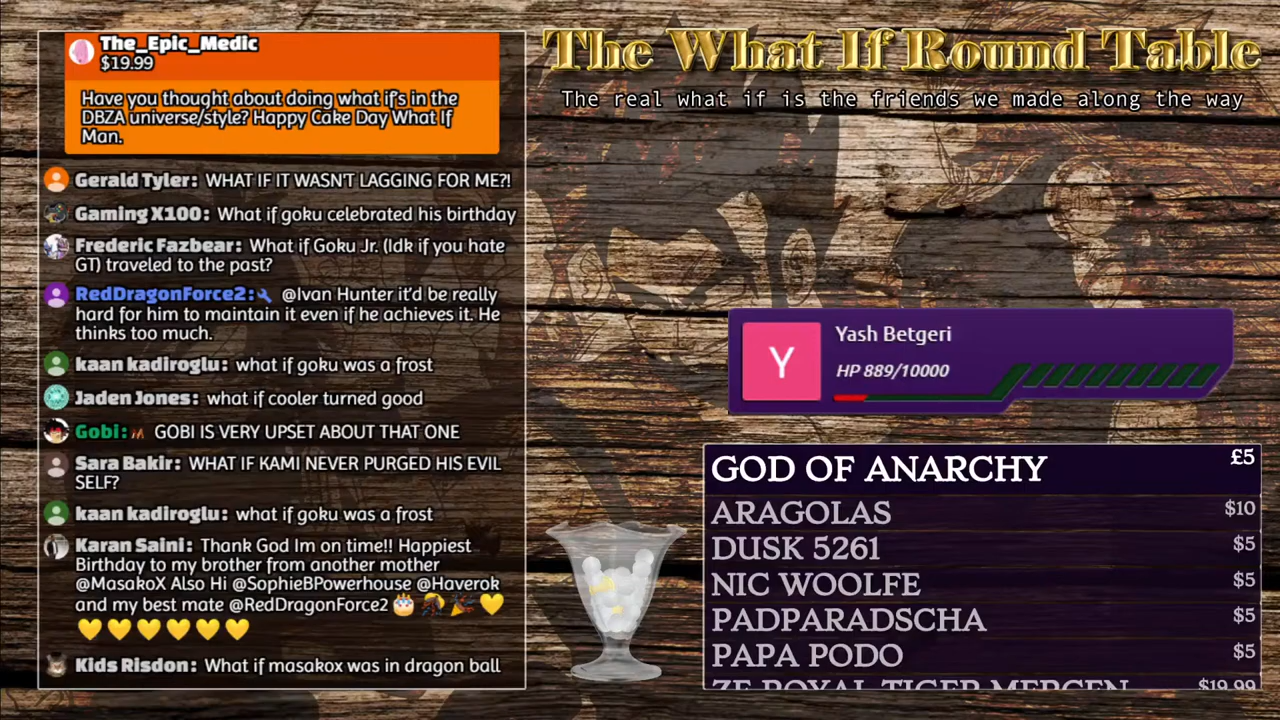 The_Epic_Medic
$19.99
Have you thought about doing what if's in the
DBZA universe/style? Happy Cake Day What If
Man.
Gerald Tyler: WHAT IF IT WASN'T LAGGING FOR ME?!
Gaming X100: What if goku celebrated his birthday
Frederic Fazbear: What if Goku Jr. (Idk if you hate
GT) traveled to the past?
RedDragonForce2: @Ivan Hunter it'd be really
hard for him to maintain it even if he achieves it. He
thinks too much.
kaan kadiroglu: what if goku was a frost
Jaden Jones: what if cooler turned good
Gobi: GOBI IS VERY UPSET ABOUT THAT ONE
Sara Bakir: WHAT IF KAMI NEVER PURGED HIS EVIL
SELF?
kaan kadiroglu: what if goku was a frost
Karan Saini: Thank God Im on time!! Happiest
Birthday to my brother from another mother
@MasakoX Also Hi @SophieBPowerhouse @Haverok
and my best mate @RedDragonForce2 🎂 🎉 💛
💛 💛 💛 💛 💛 💛
Kids Risdon: What if masakox was in dragon ball
The What If Round Table
The real what if is the friends we made along the way
Y
Yash Betgeri
HP 889/10000
GOD OF ANARCHY £5
ARAGOLAS $10
DUSK 5261 $5
NIC WOOLFE $5
PADPARADSCHA $5
PAPA PODO $5
ZE ROYAL TIGER MERGEN $19.99